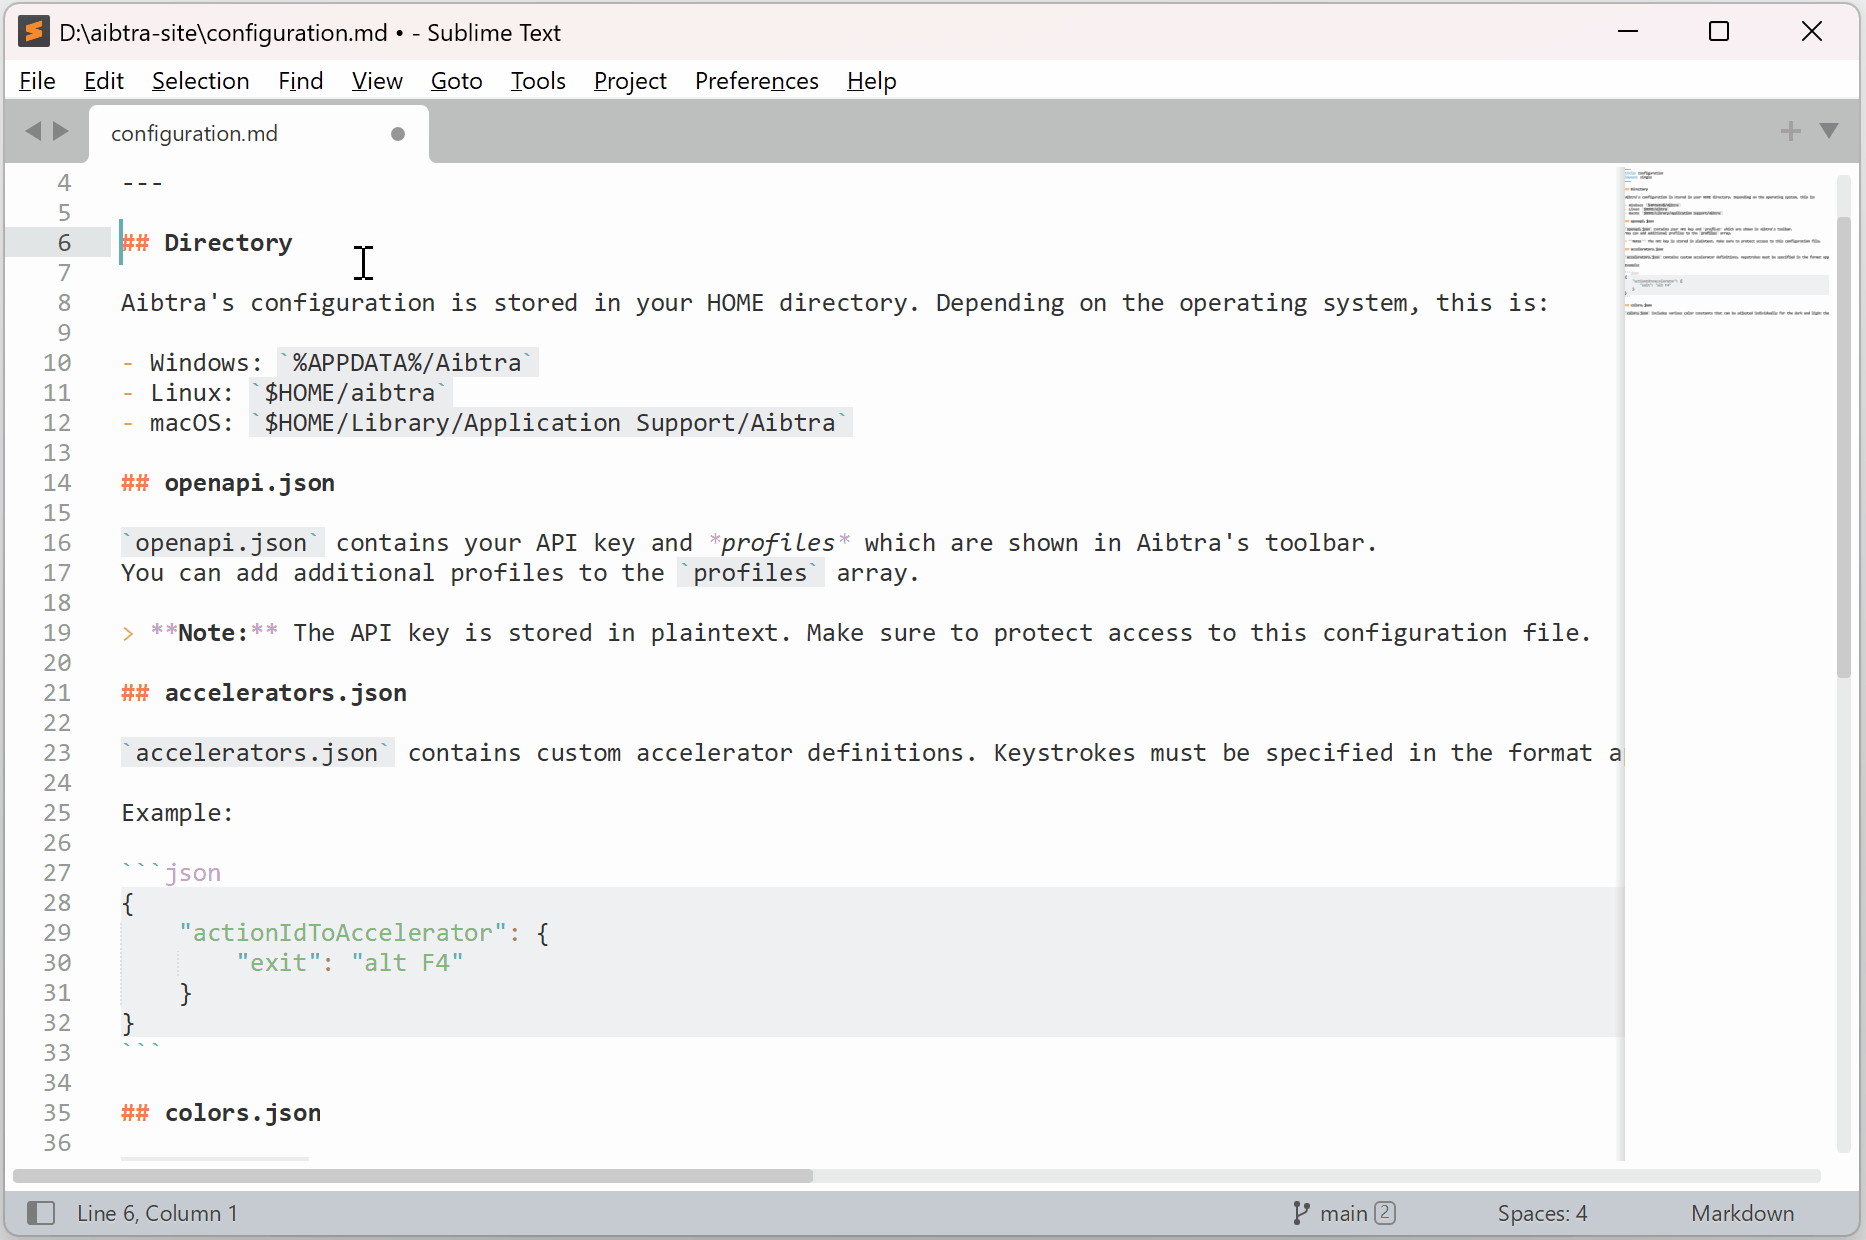 D:\aibtra-site\configuration.md • - Sublime Text
File Edit Selection Find View Goto Tools Project Preferences Help
configuration.md
4 ---
5
6 ## Directory
7
8 Aibtra's configuration is stored in your HOME directory. Depending on the operating system, this is:
9
10 - Windows: `%APPDATA%/Aibtra`
11 - Linux: `$HOME/aibtra`
12 - macOS: `$HOME/Library/Application Support/Aibtra`
13
14 ## openapi.json
15
16 `openapi.json` contains your API key and *profiles* which are shown in Aibtra's toolbar.
17 You can add additional profiles to the `profiles` array.
18
19 > **Note:** The API key is stored in plaintext. Make sure to protect access to this configuration file.
20
21 ## accelerators.json
22
23 `accelerators.json` contains custom accelerator definitions. Keystrokes must be specified in the format
24
25 Example:
26
27 ```json
28 {
29     "actionIdToAccelerator": {
30         "exit": "alt F4"
31     }
32 }
33 ```
34
35 ## colors.json
36
Line 6, Column 1 main 2 Spaces: 4 Markdown